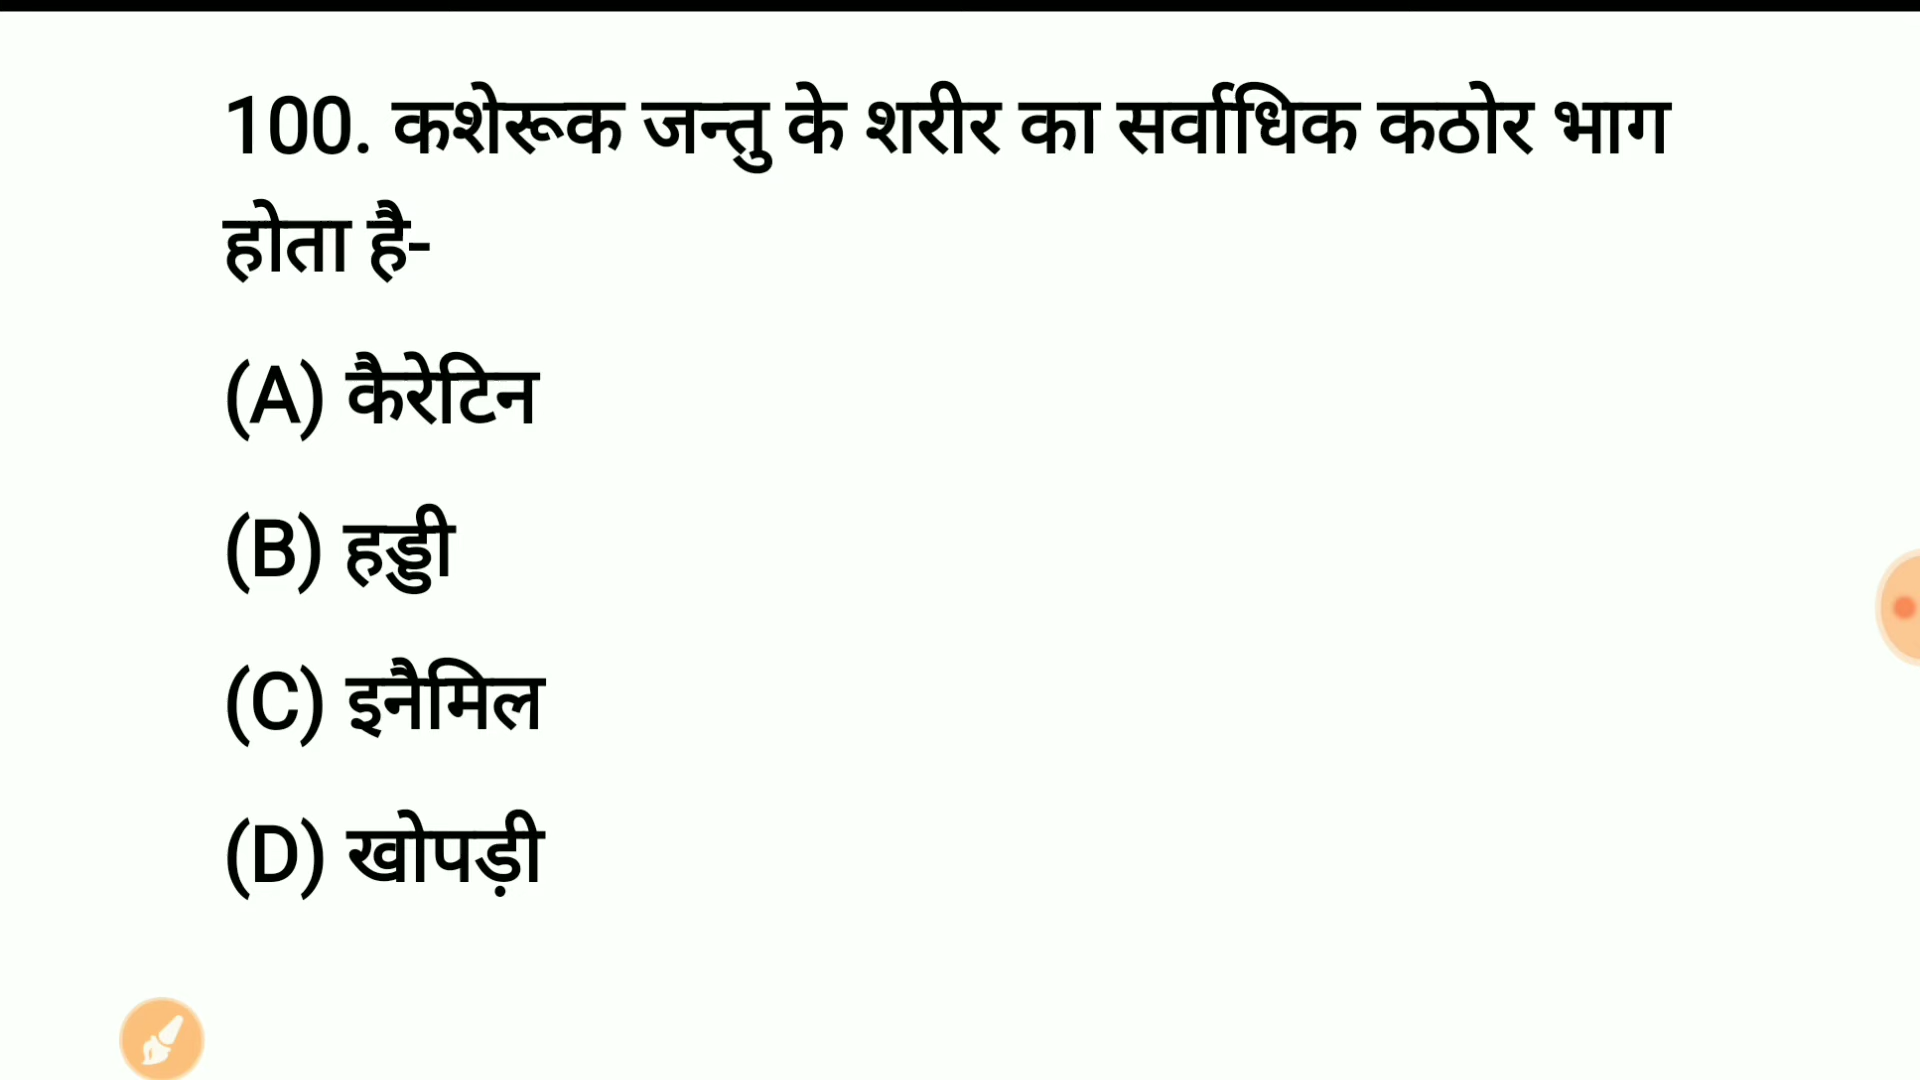 100. कशेरूक जन्तु के शरीर का सर्वाधिक कठोर भाग
होता है-
(A) कैरेटिन
(B) हड्डी
(C) इनैमिल
(D) खोपड़ी